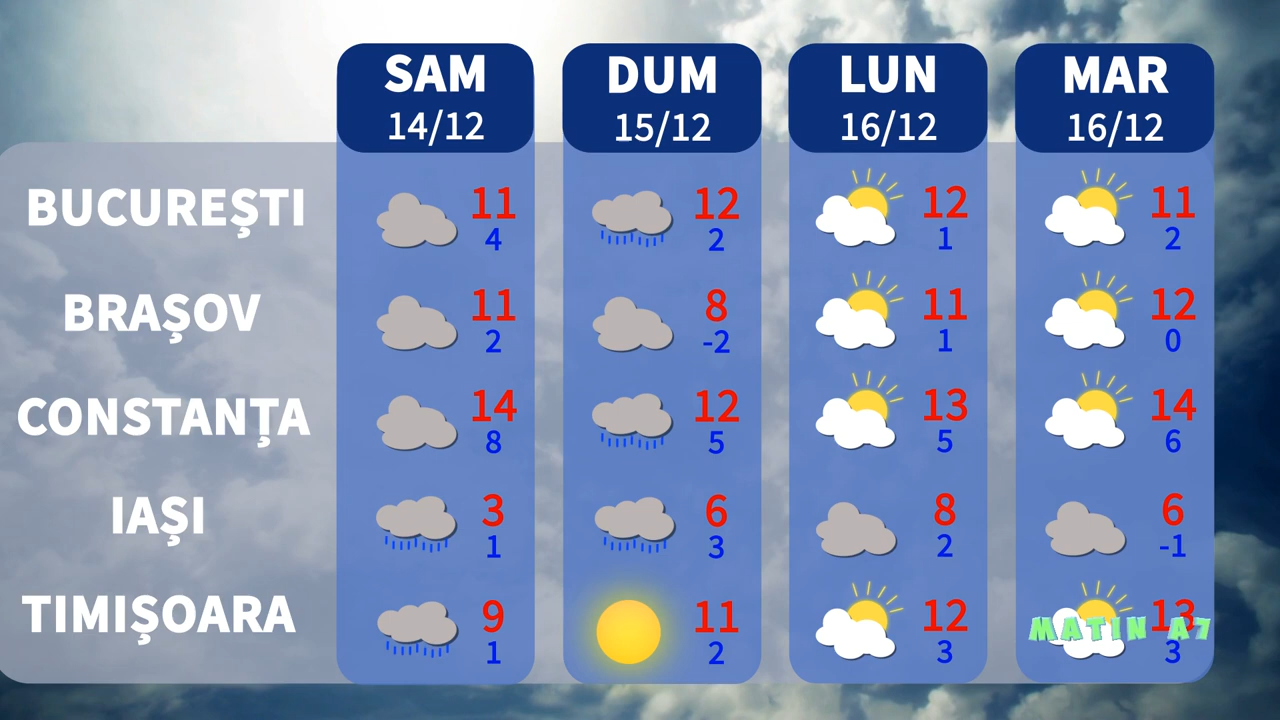 SAM DUM LUN MAR
14/12 15/12 16/12 16/12
BUCUREȘTI 11 12 12 11
4 2 1 2
BRAȘOV 11 8 11 12
2 -2 1 0
CONSTANȚA 14 12 13 14
8 5 5 6
IAȘI 3 6 8 6
1 3 2 -1
TIMIȘOARA 9 11 12 13
MATIN A7
1 2 3 3